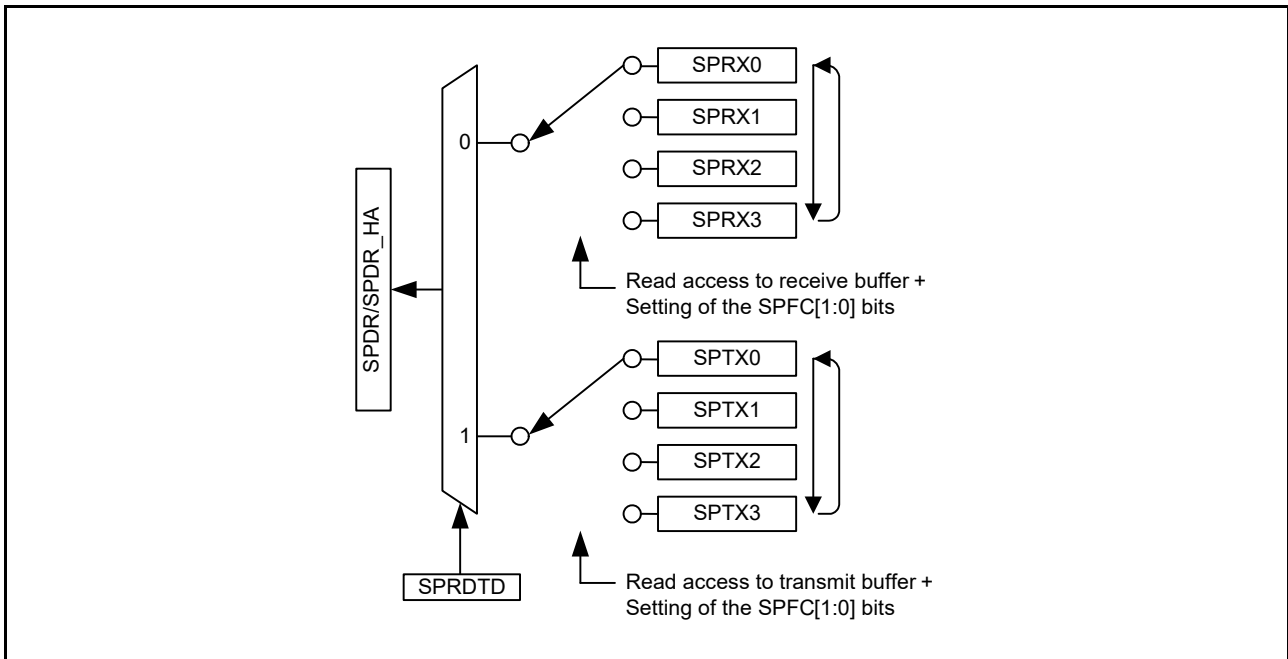 SPRX0
SPRX1
0
SPRX2
SPRX3
SPDR/SPDR_HA
Read access to receive buffer +
Setting of the SPFC[1:0] bits
SPTX0
SPTX1
1
SPTX2
SPTX3
SPRDTD
Read access to transmit buffer +
Setting of the SPFC[1:0] bits